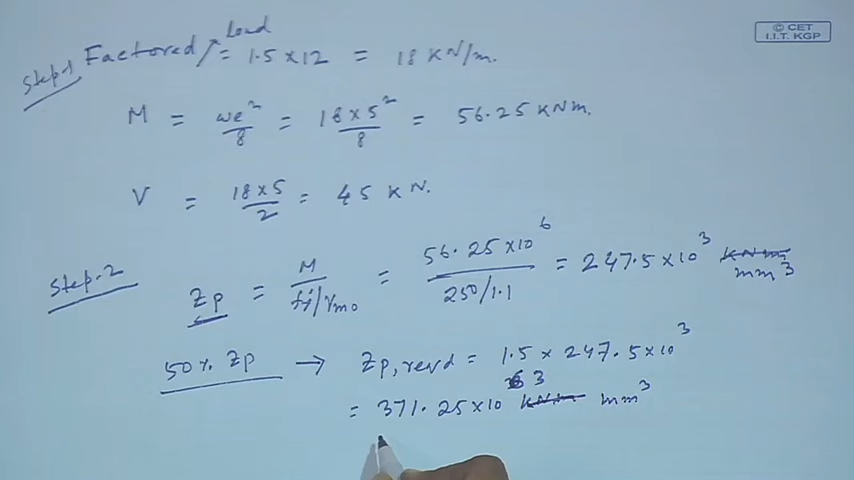 © CET
I.I.T. KGP
Step-1 Factored Load = 1.5 x 12 = 18 KN/m.
M = wl²/8 = 18 x 5²/8 = 56.25 KNm.
V = 18 x 5/2 = 45 KN.
Step-2 Zp = M/fy/γmo = 56.25 x 10⁶/250/1.1 = 247.5 x 10³ mm³
50% Zp → Zp,reqd = 1.5 x 247.5 x 10³
= 371.25 x 10³ mm³